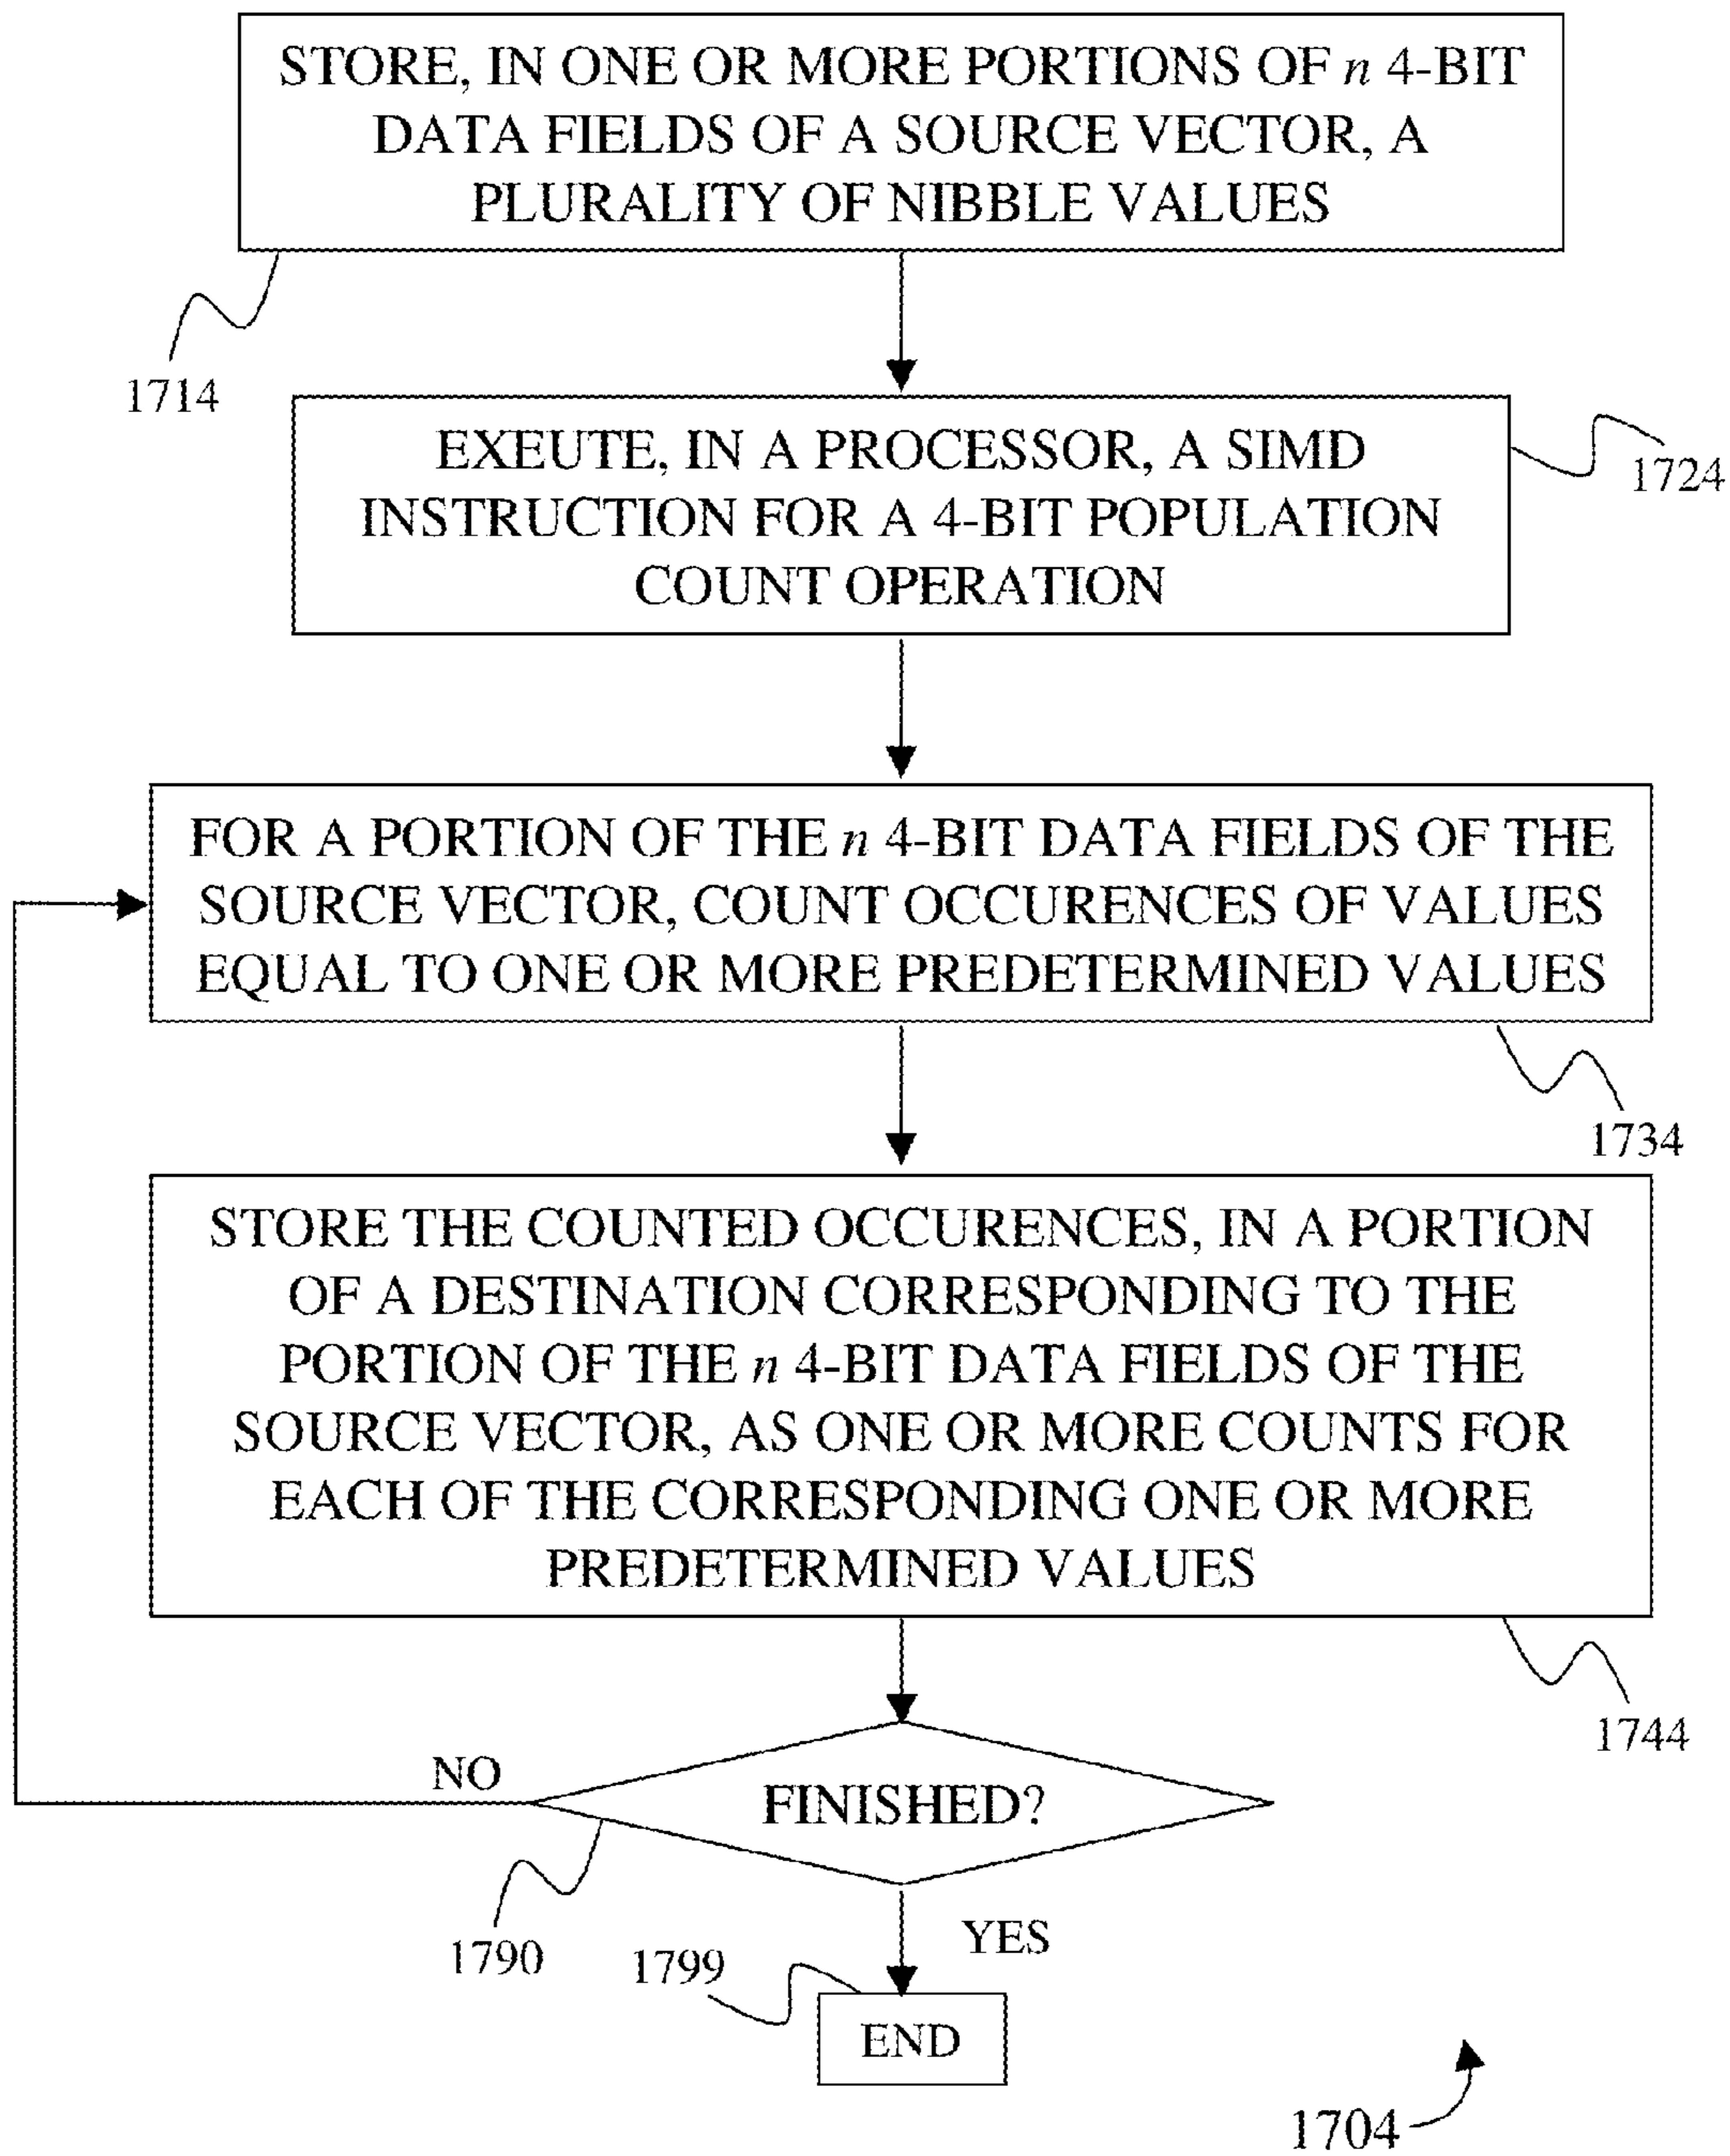 STORE, IN ONE OR MORE PORTIONS OF n 4-BIT
DATA FIELDS OF A SOURCE VECTOR, A
PLURALITY OF NIBBLE VALUES
1714
EXEUTE, IN A PROCESSOR, A SIMD
INSTRUCTION FOR A 4-BIT POPULATION
COUNT OPERATION
1724
FOR A PORTION OF THE n 4-BIT DATA FIELDS OF THE
SOURCE VECTOR, COUNT OCCURENCES OF VALUES
EQUAL TO ONE OR MORE PREDETERMINED VALUES
1734
STORE THE COUNTED OCCURENCES, IN A PORTION
OF A DESTINATION CORRESPONDING TO THE
PORTION OF THE n 4-BIT DATA FIELDS OF THE
SOURCE VECTOR, AS ONE OR MORE COUNTS FOR
EACH OF THE CORRESPONDING ONE OR MORE
PREDETERMINED VALUES
1744
NO
FINISHED?
1790
YES
1799
END
1704